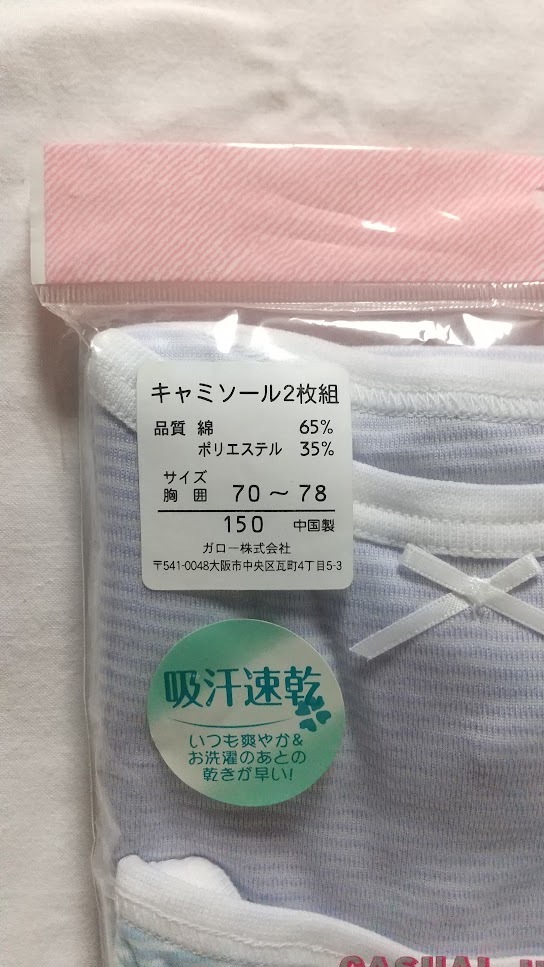 キャミソール2枚組
品質 綿 65%
ポリエステル 35%
サイズ
胸囲 70～78
150 中国製
ガロー株式会社
〒541-0048大阪市中央区瓦町4丁目5-3
吸汗速乾
いつも爽やか&
お洗濯のあとの
乾きが早い!
CASUAL